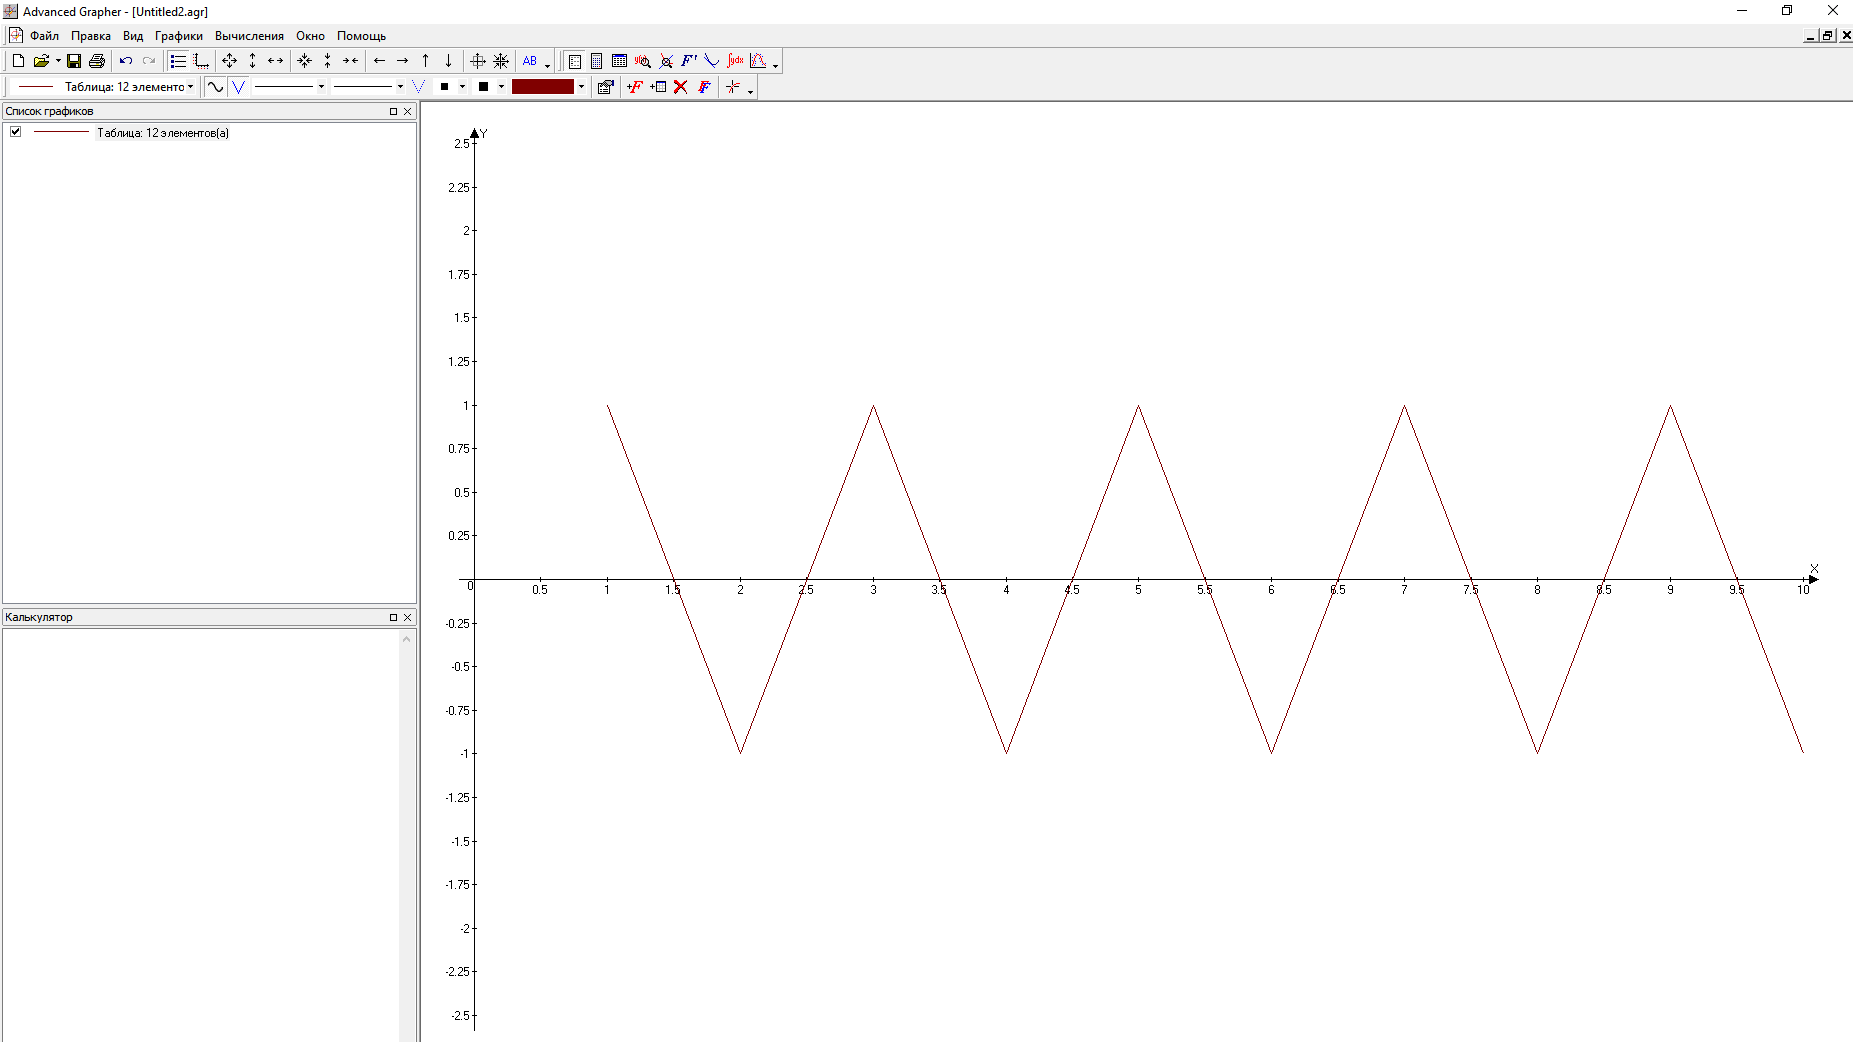 Advanced Grapher - [Untitled2.agr]
Файл Правка Вид Графики Вычисления Окно Помощь
AB y(x) F' ∫ydx
Таблица: 12 элементо +F F
Список графиков
Таблица: 12 элементов(а)
Калькулятор
Y
2.5
2.25
2
1.75
1.5
1.25
1
0.75
0.5
0.25
X
0 0.5 1 1.5 2 2.5 3 3.5 4 4.5 5 5.5 6 6.5 7 7.5 8 8.5 9 9.5 10
-0.25
-0.5
-0.75
-1
-1.25
-1.5
-1.75
-2
-2.25
-2.5